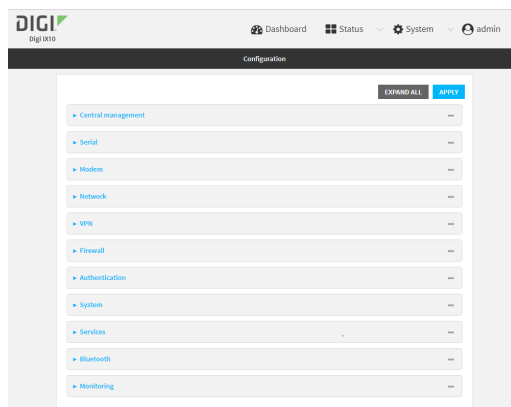 DIGI
Digi IX10
Dashboard
Status
System
admin
Configuration
EXPAND ALL
APPLY
Central management
Serial
Modem
Network
VPN
Firewall
Authentication
System
Services
Bluetooth
Monitoring